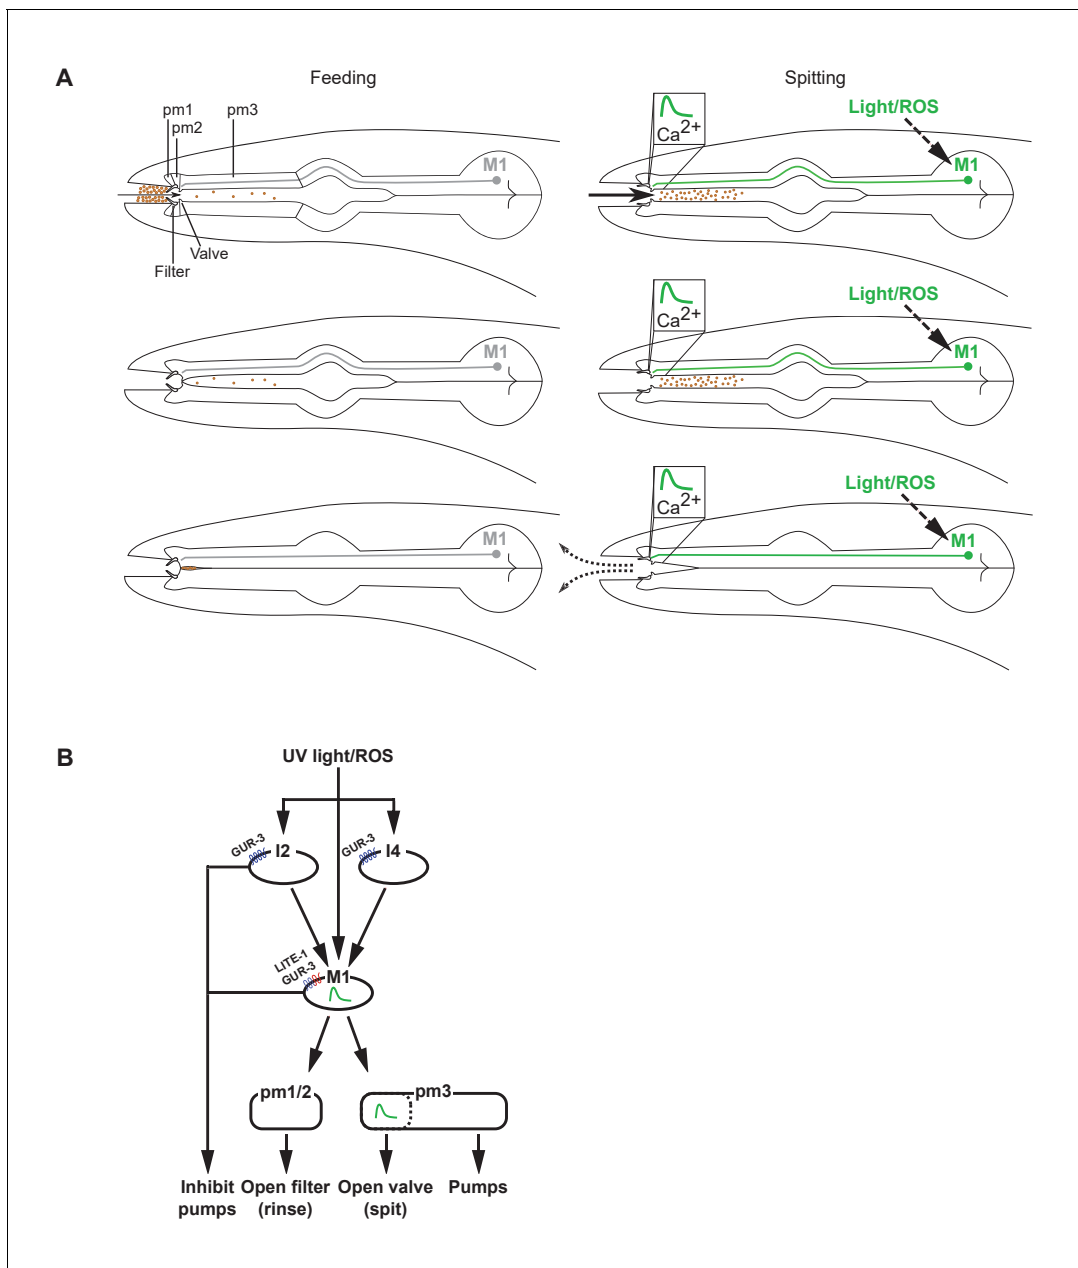 A
Feeding
Spitting
pm1
pm2
pm3
M1
Valve
Filter
Ca2+
Light/ROS
M1
M1
Ca2+
Light/ROS
M1
M1
Ca2+
Light/ROS
M1
B
UV light/ROS
GUR-3
I2
GUR-3
I4
LITE-1
GUR-3
M1
pm1/2
pm3
Inhibit
pumps
Open filter
(rinse)
Open valve
(spit)
Pumps